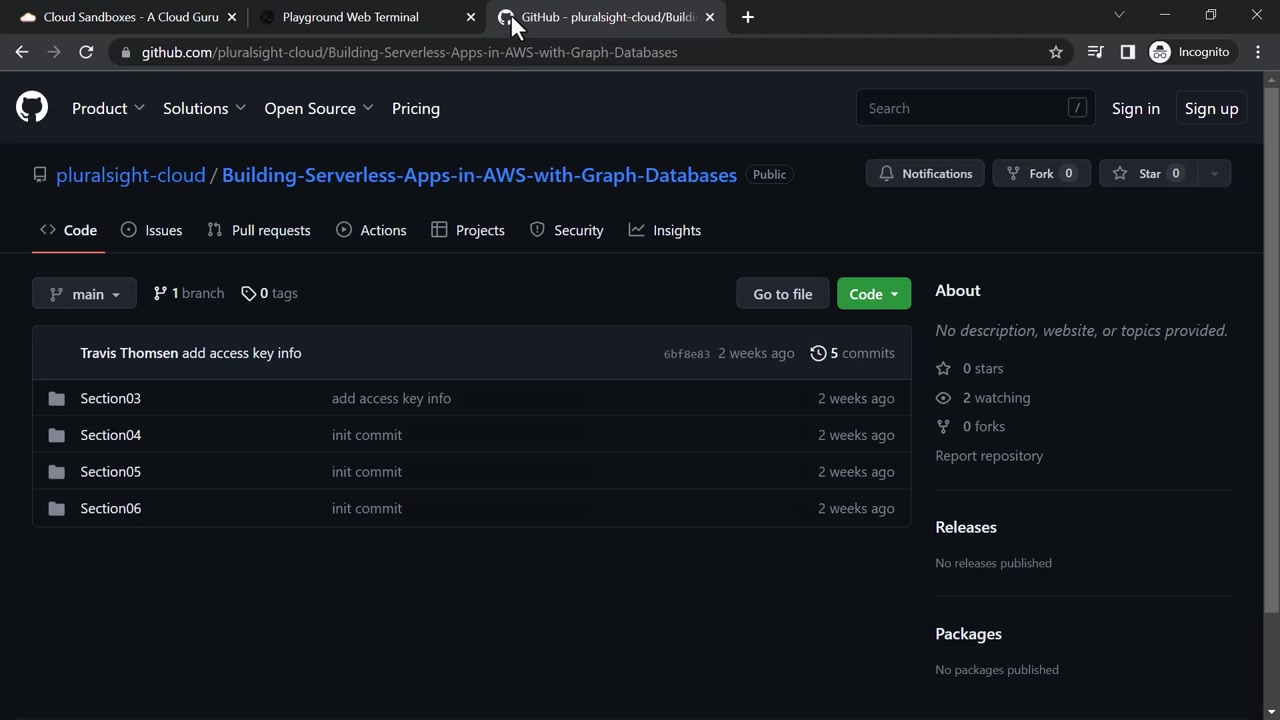 Cloud Sandboxes - A Cloud Guru
Playground Web Terminal
GitHub - pluralsight-cloud/Buildi
github.com/pluralsight-cloud/Building-Serverless-Apps-in-AWS-with-Graph-Databases
Incognito
Product
Solutions
Open Source
Pricing
Search
/
Sign in
Sign up
pluralsight-cloud / Building-Serverless-Apps-in-AWS-with-Graph-Databases
Public
Notifications
Fork 0
Star 0
Code
Issues
Pull requests
Actions
Projects
Security
Insights
main
1 branch
0 tags
Go to file
Code
Travis Thomsen add access key info
6bf8e83 2 weeks ago
5 commits
Section03 add access key info 2 weeks ago
Section04 init commit 2 weeks ago
Section05 init commit 2 weeks ago
Section06 init commit 2 weeks ago
About
No description, website, or topics provided.
0 stars
2 watching
0 forks
Report repository
Releases
No releases published
Packages
No packages published